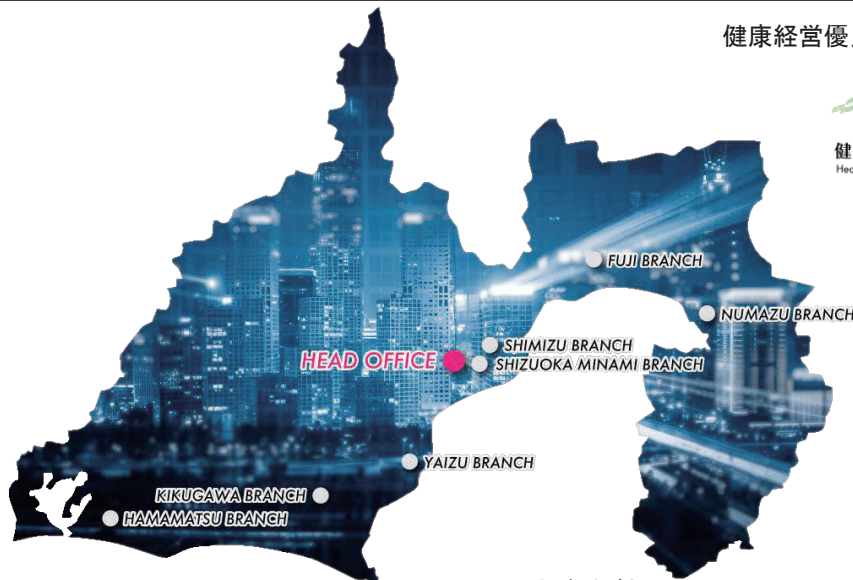 健康経営優
健
FUJI BRANCH
NUMAZU BRANCH
SHIMIZU BRANCH
HEAD OFFICE
SHIZUOKA MINAMI BRANCH
YAIZU BRANCH
KIKUGAWA BRANCH
HAMAMATSU BRANCH